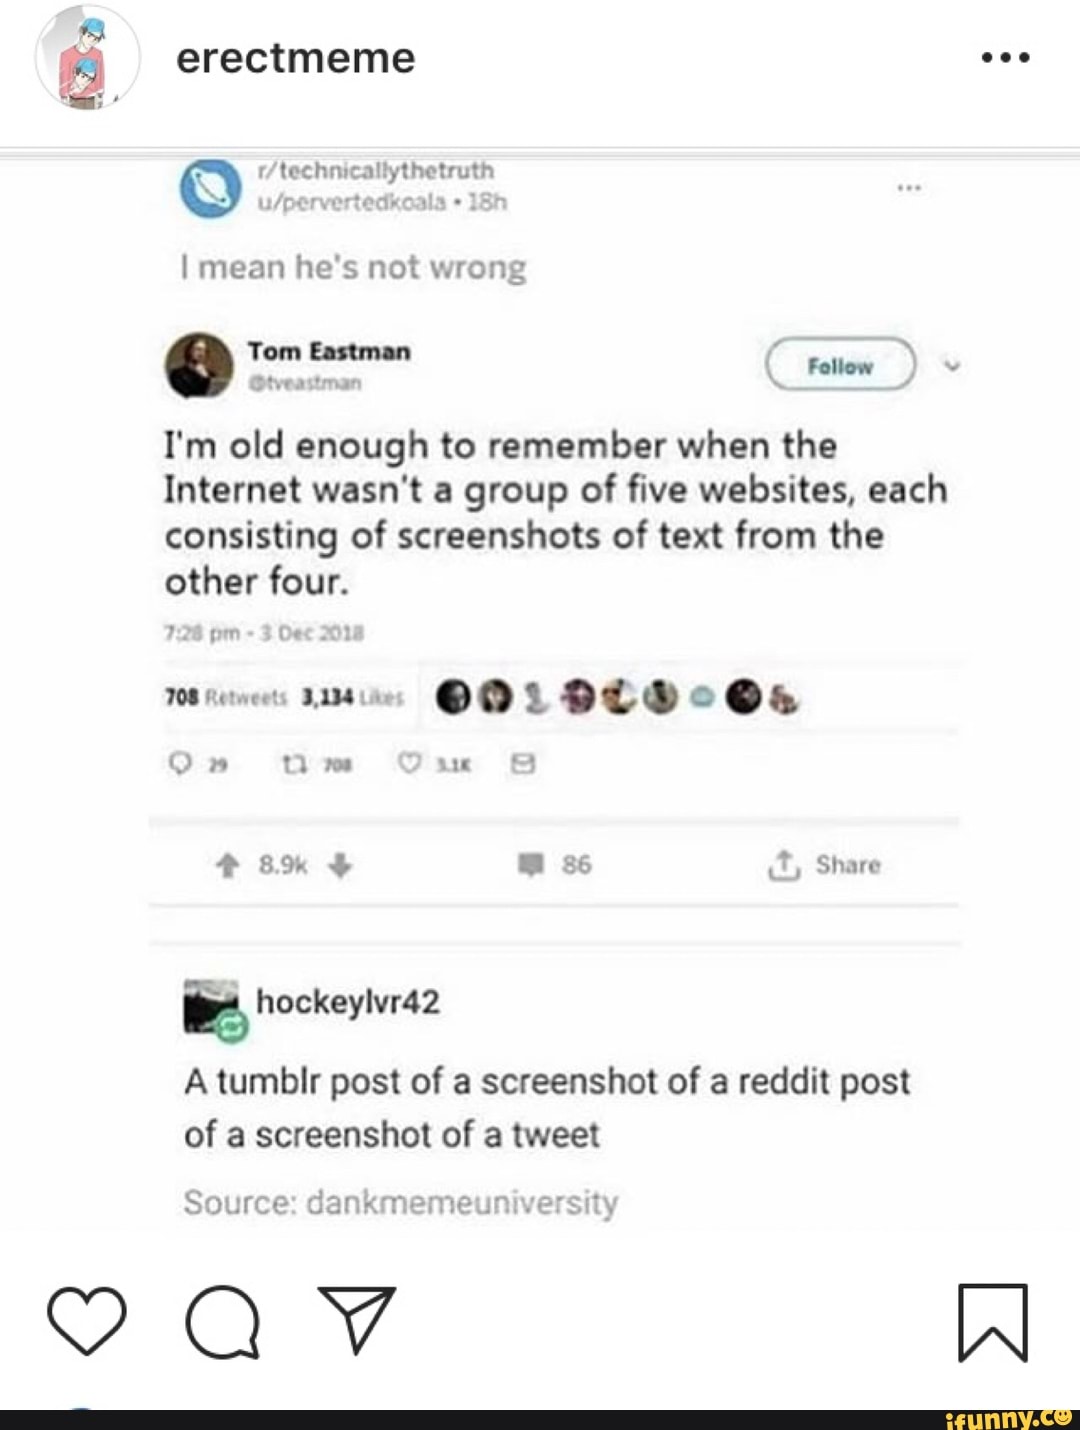 erectmeme
r/technicallythetruth
u/pervertedkoala • 18h
I mean he's not wrong
Tom Eastman
@tveastman
Follow
I'm old enough to remember when the
Internet wasn't a group of five websites, each
consisting of screenshots of text from the
other four.
7:28 pm - 3 Dec 2018
708 Retweets 3,134 Likes
29 708 3.1K
8.9k 86 Share
hockeylvr42
A tumblr post of a screenshot of a reddit post
of a screenshot of a tweet
Source: dankmemeuniversity
ifunny.co